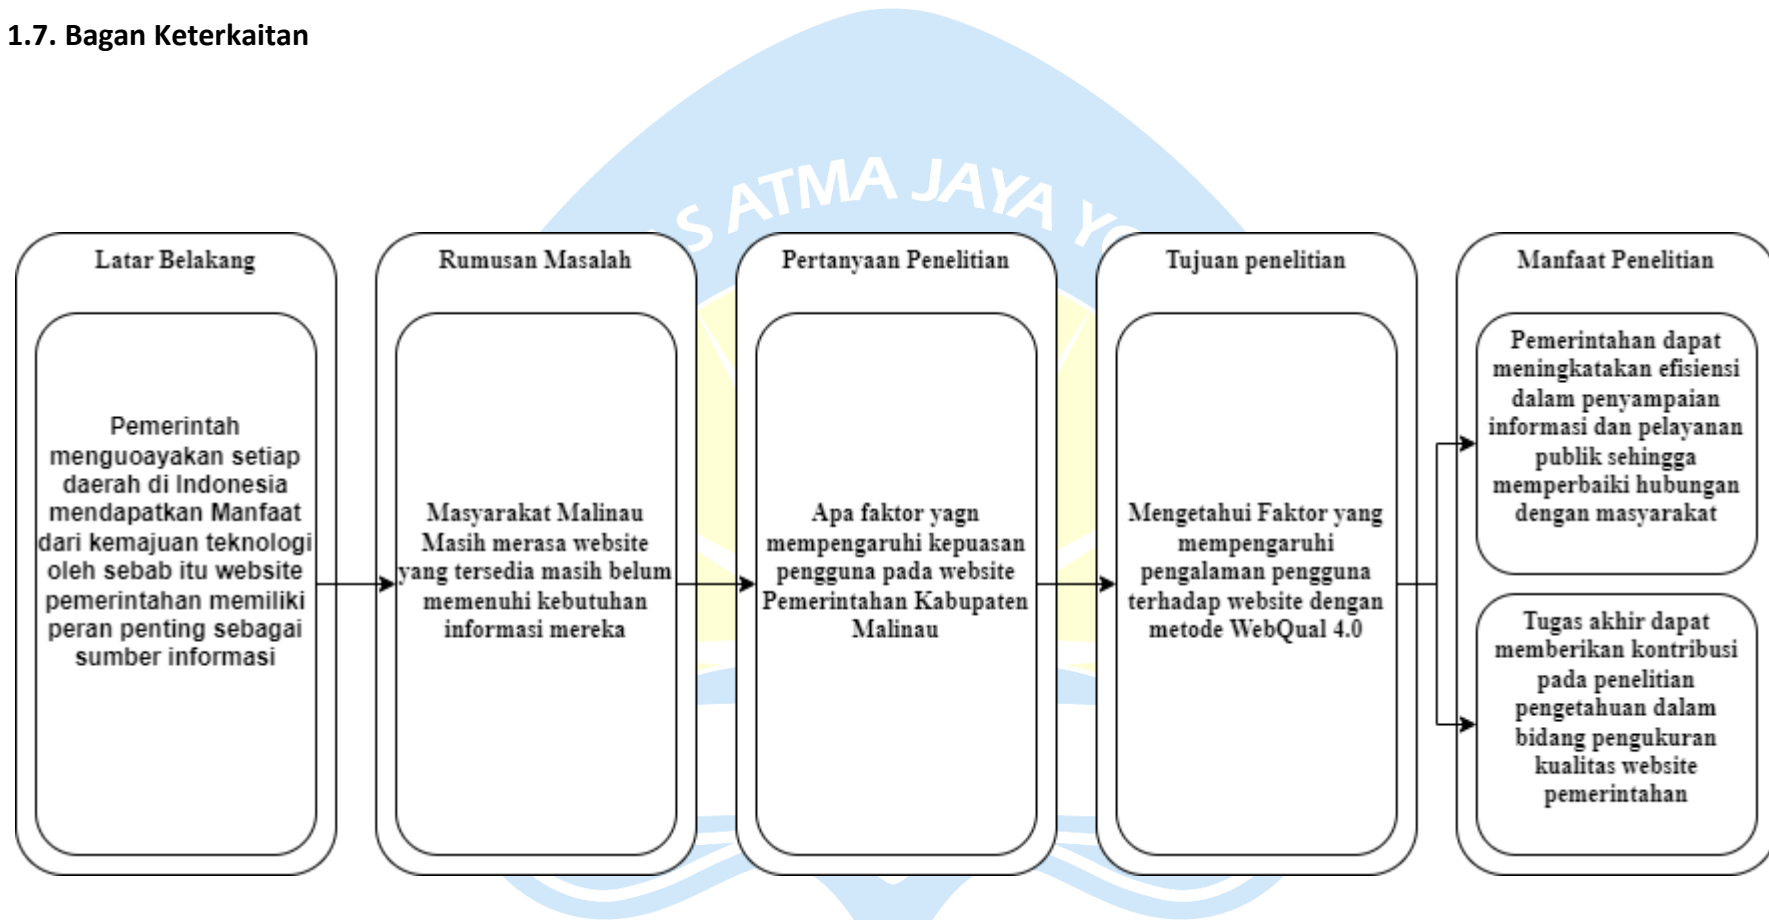 1.7. Bagan Keterkaitan
S ATMA JAYA YO
Latar Belakang
Pemerintah
menguoayakan setiap
daerah di Indonesia
mendapatkan Manfaat
dari kemajuan teknologi
oleh sebab itu website
pemerintahan memiliki
peran penting sebagai
sumber informasi
Rumusan Masalah
Masyarakat Malinau
Masih merasa website
yang tersedia masih belum
memenuhi kebutuhan
informasi mereka
Pertanyaan Penelitian
Apa faktor yagn
mempengaruhi kepuasan
pengguna pada website
Pemerintahan Kabupaten
Malinau
Tujuan penelitian
Mengetahui Faktor yang
mempengaruhi
pengalaman pengguna
terhadap website dengan
metode WebQual 4.0
Manfaat Penelitian
Pemerintahan dapat
meningkatakan efisiensi
dalam penyampaian
informasi dan pelayanan
publik sehingga
memperbaiki hubungan
dengan masyarakat
Tugas akhir dapat
memberikan kontribusi
pada penelitian
pengetahuan dalam
bidang pengukuran
kualitas website
pemerintahan